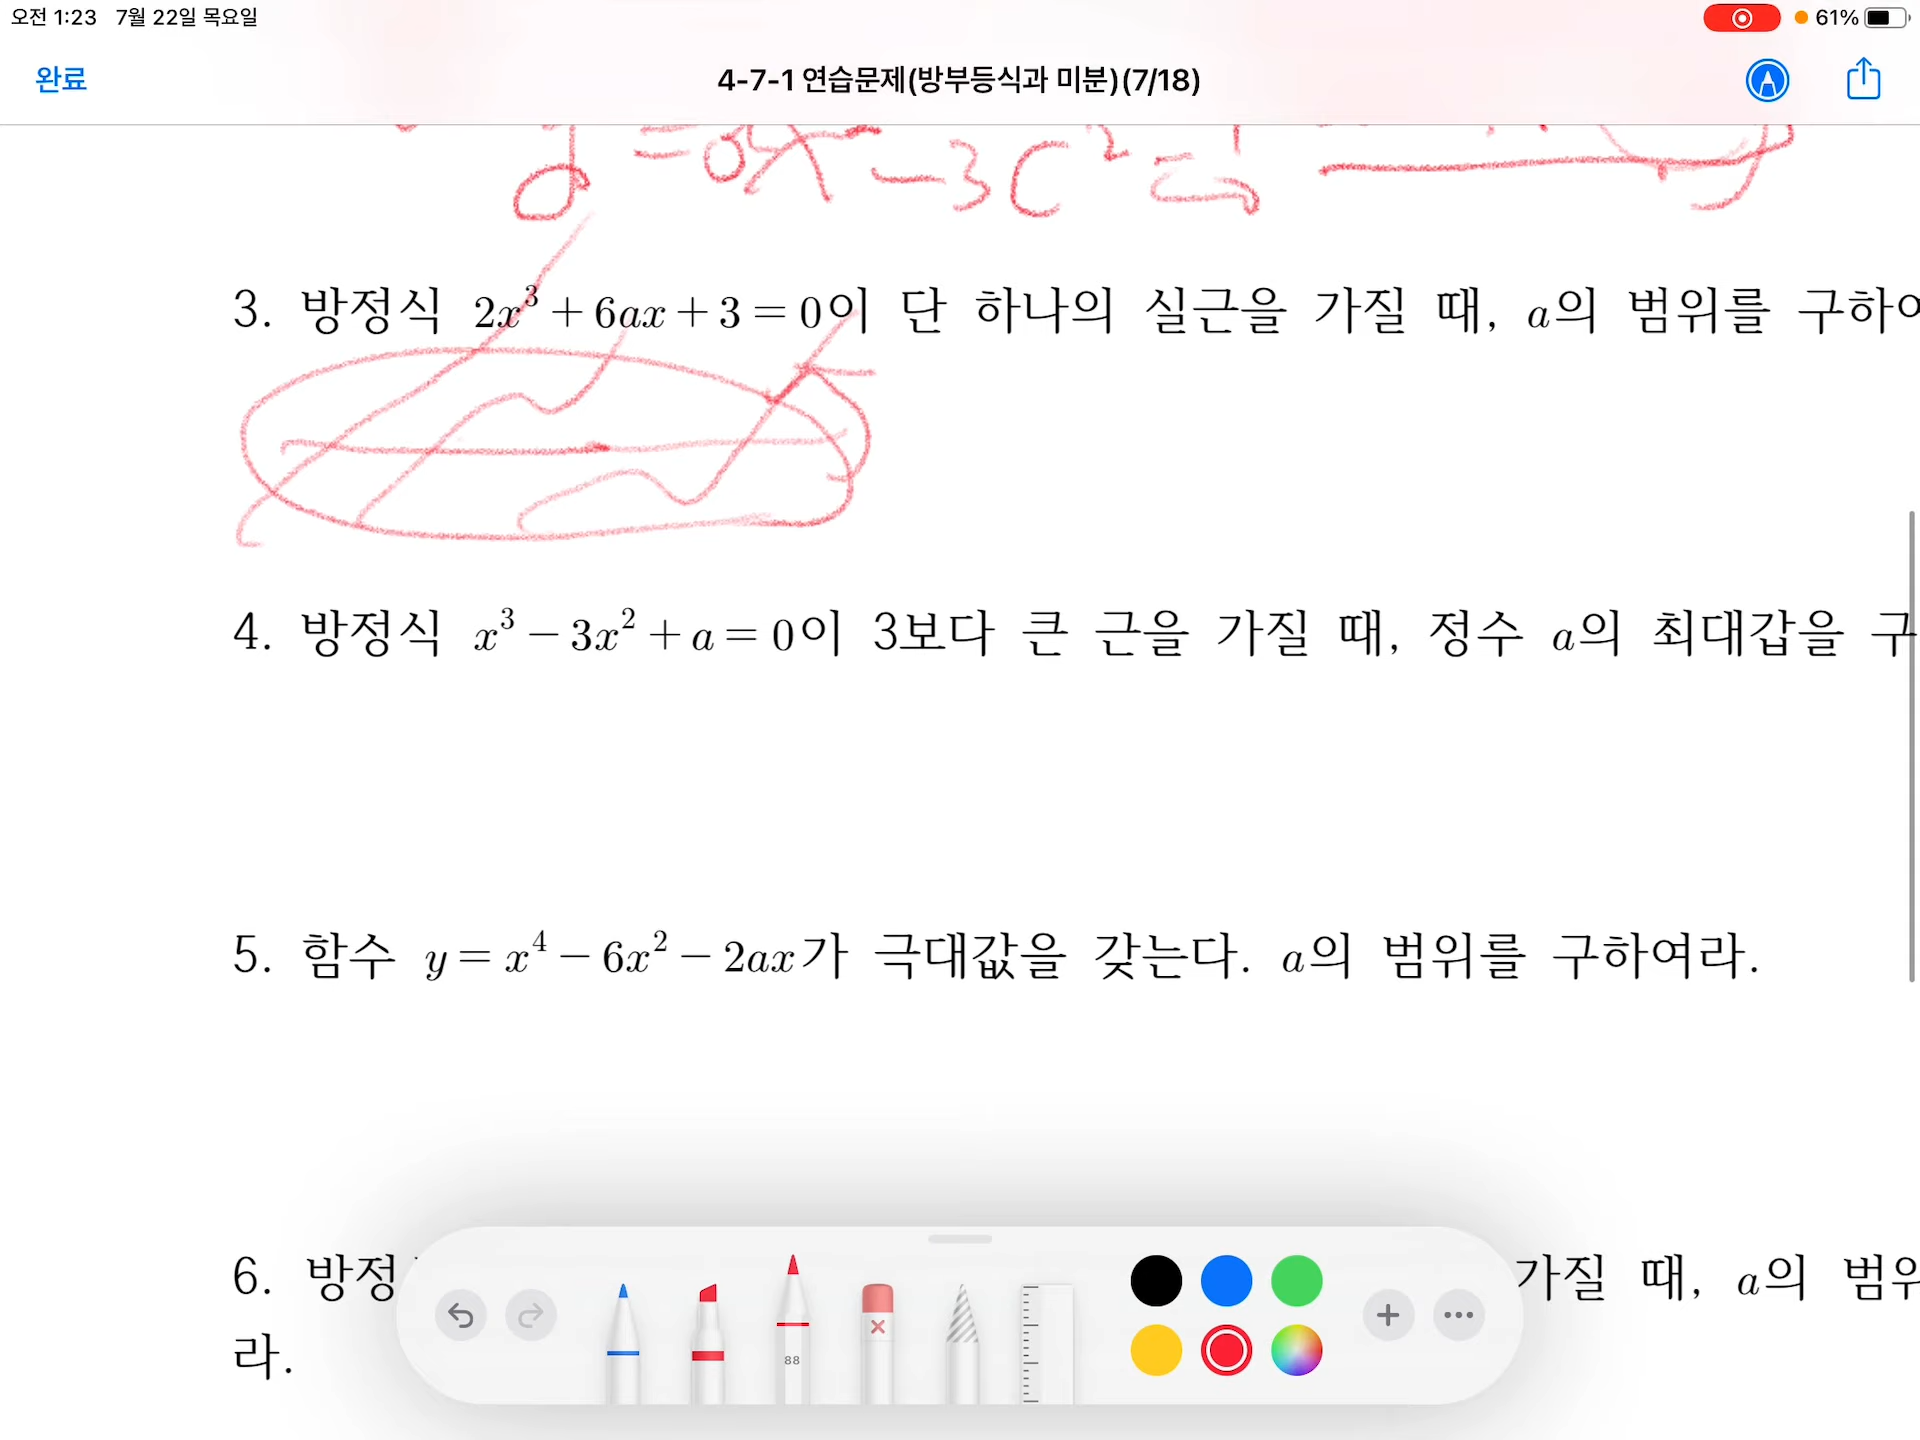 오전 1:23 7월 22일 목요일 61%
완료 4-7-1 연습문제(방부등식과 미분)(7/18)
- 3c² =
3. 방정식 2x³ + 6ax + 3 = 0이 단 하나의 실근을 가질 때, a의 범위를 구하여
4. 방정식 x³ − 3x² + a = 0이 3보다 큰 근을 가질 때, 정수 a의 최대갑을 구
5. 함수 y = x⁴ − 6x² − 2ax가 극대값을 갖는다. a의 범위를 구하여라.
6. 방정 가질 때, a의 범위
라.
88